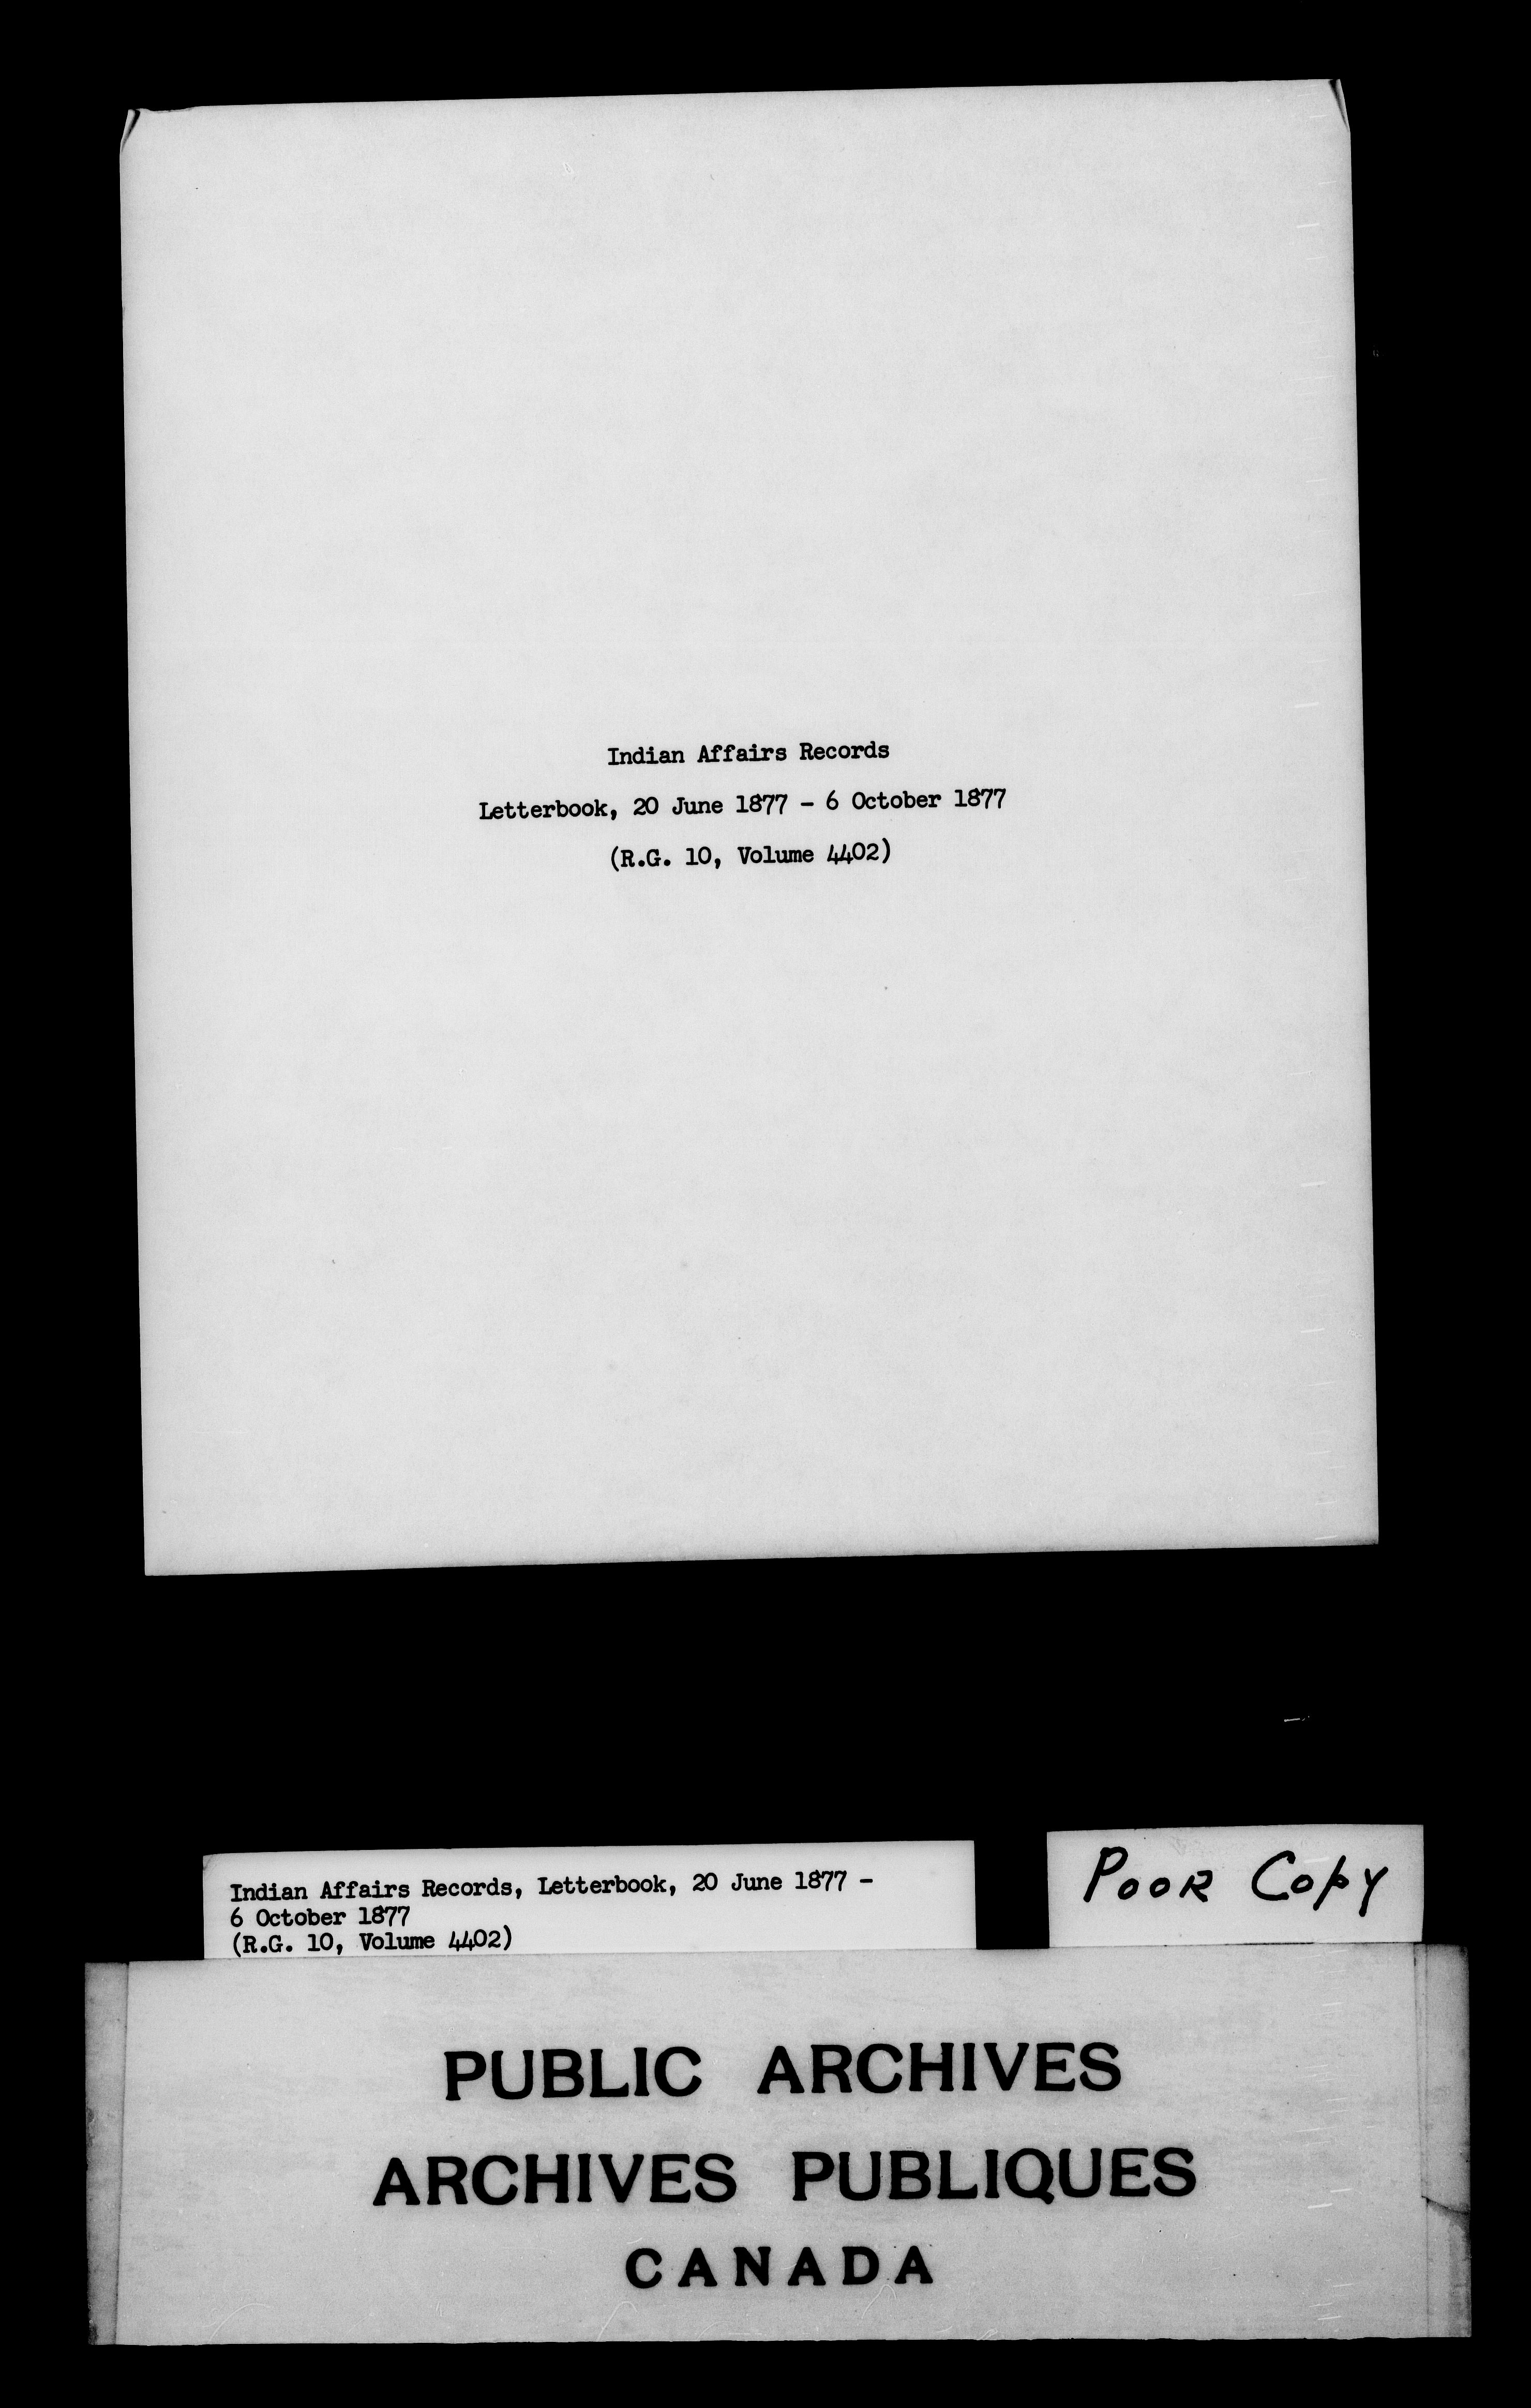 Indian Affairs Records
Letterbook, 20 June 1877 - 6 October 1877
(R.G. 10, Volume 4402)
Indian Affairs Records, Letterbook, 20 June 1877 -
6 October 1877
(R.G. 10, Volume 4402)
POOR COPY
PUBLIC ARCHIVES
ARCHIVES PUBLIQUES
CANADA